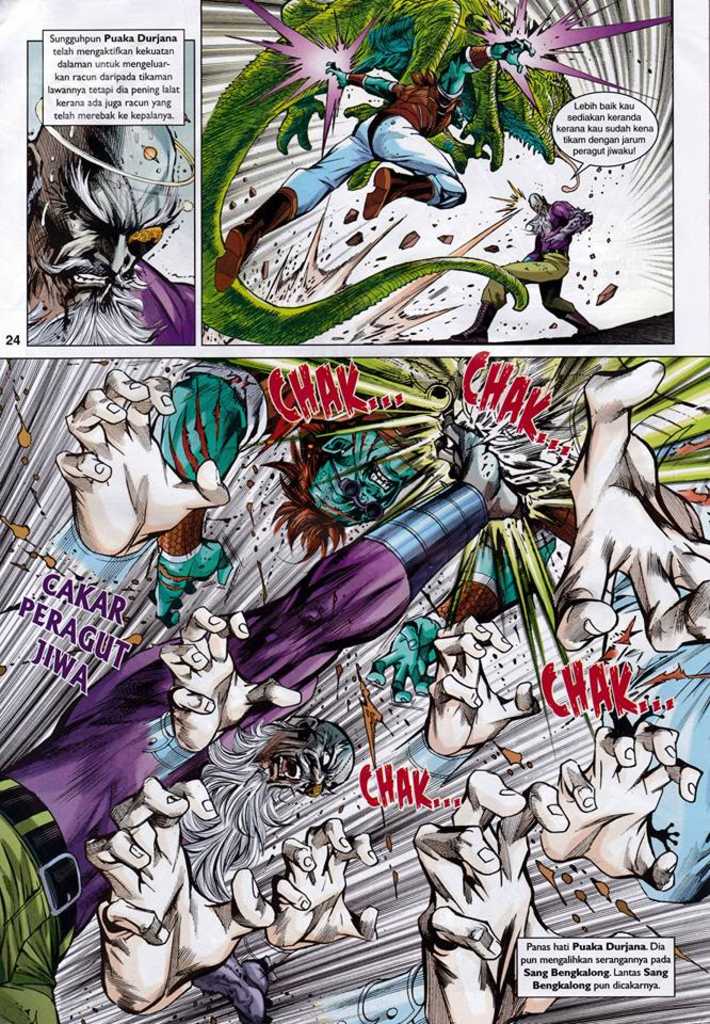 Sungguhpun Puaka Durjana
telah mengaktifkan kekuatan
dalaman untuk mengeluar-
kan racun daripada tikaman
lawannya tetapi dia pening lalat
kerana ada juga racun yang
telah merebak ke kepalanya.
Lebih baik kau
sediakan keranda
kerana kau sudah kena
tikam dengan jarum
peragut jiwaku!
24
CHAK...
CHAK...
CAKAR
PERAGUT
JIWA
CHAK...
CHAK...
Panas hati Puaka Durjana. Dia
pun mengalihkan serangannya pada
Sang Bengkalong. Lantas Sang
Bengkalong pun dicakarnya.